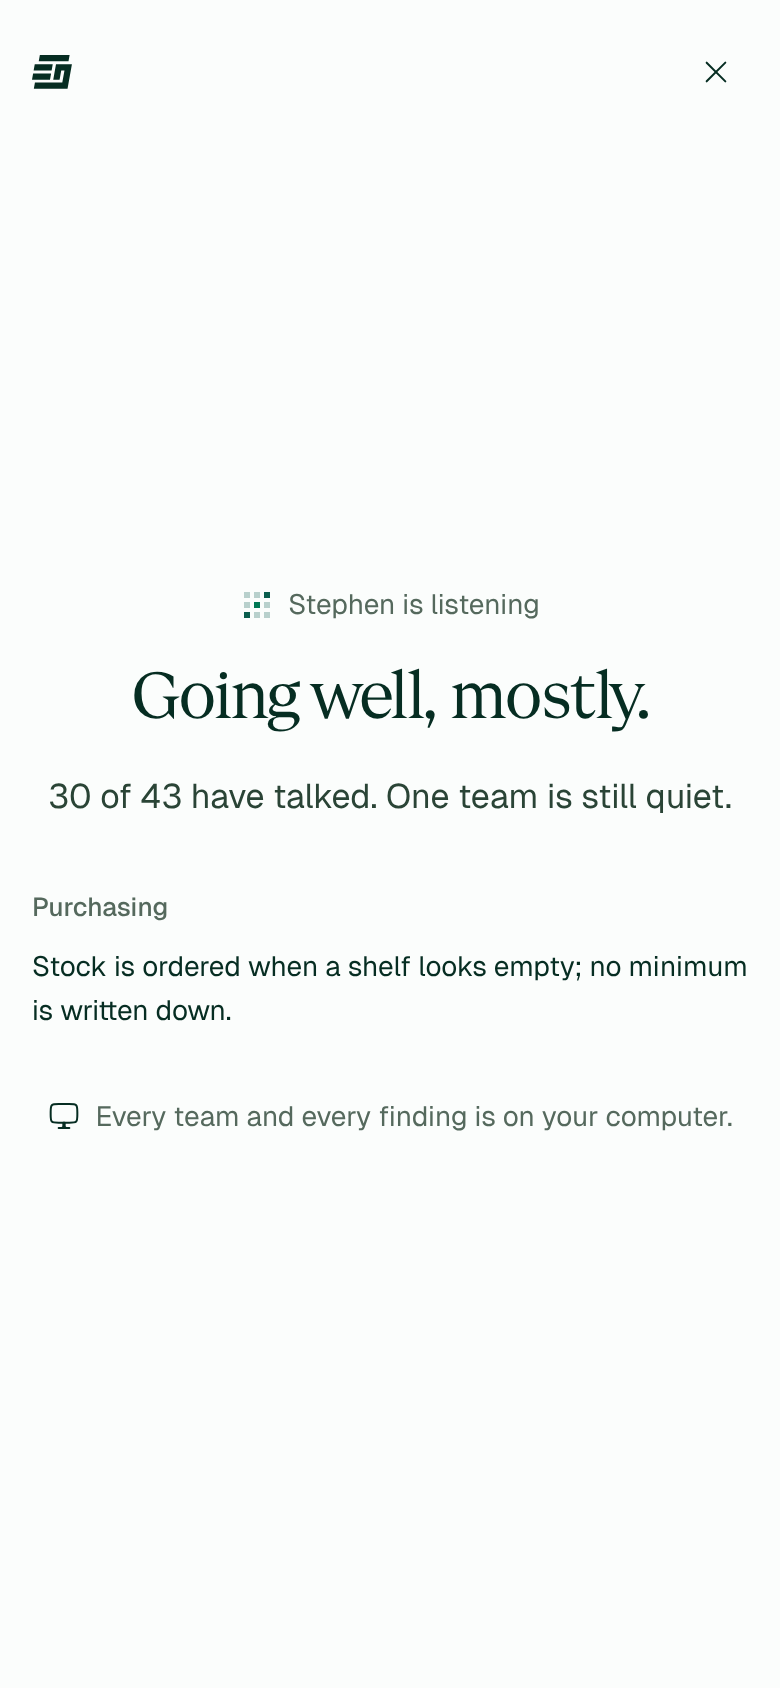 Stephen is listening
Going well, mostly.
30 of 43 have talked. One team is still quiet.
Purchasing
Stock is ordered when a shelf looks empty; no minimum
is written down.
Every team and every finding is on your computer.